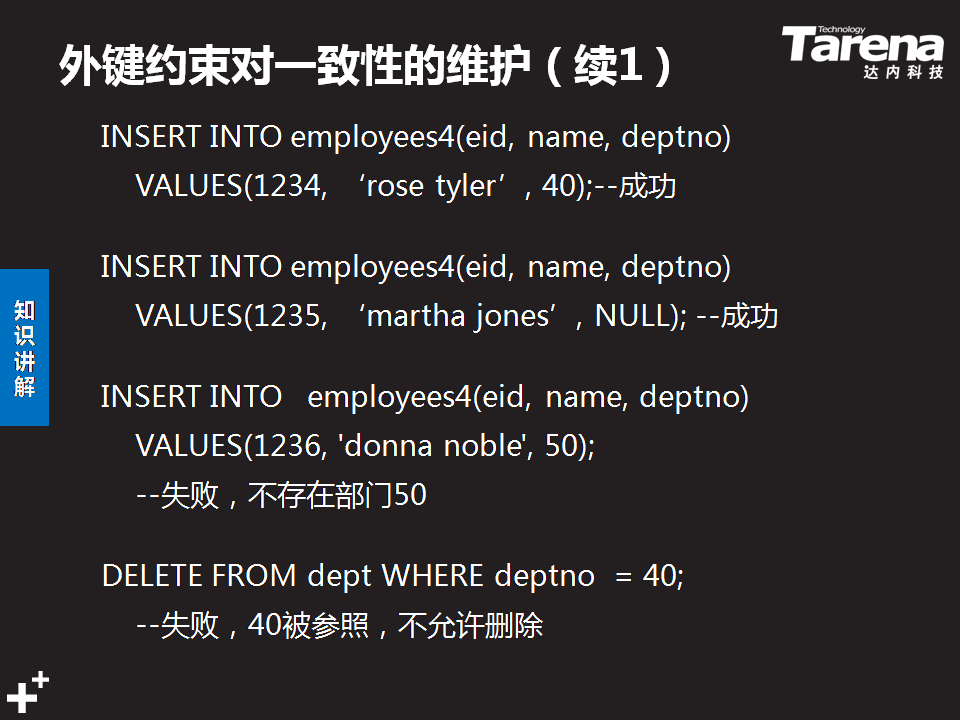 外键约束对一致性的维护（续1）
Technology
Tarena
达内科技
INSERT INTO employees4(eid, name, deptno)
VALUES(1234, ‘rose tyler’, 40);--成功
INSERT INTO employees4(eid, name, deptno)
VALUES(1235, ‘martha jones’, NULL); --成功
知识讲解
INSERT INTO employees4(eid, name, deptno)
VALUES(1236, 'donna noble', 50);
--失败，不存在部门50
DELETE FROM dept WHERE deptno = 40;
--失败，40被参照，不允许删除